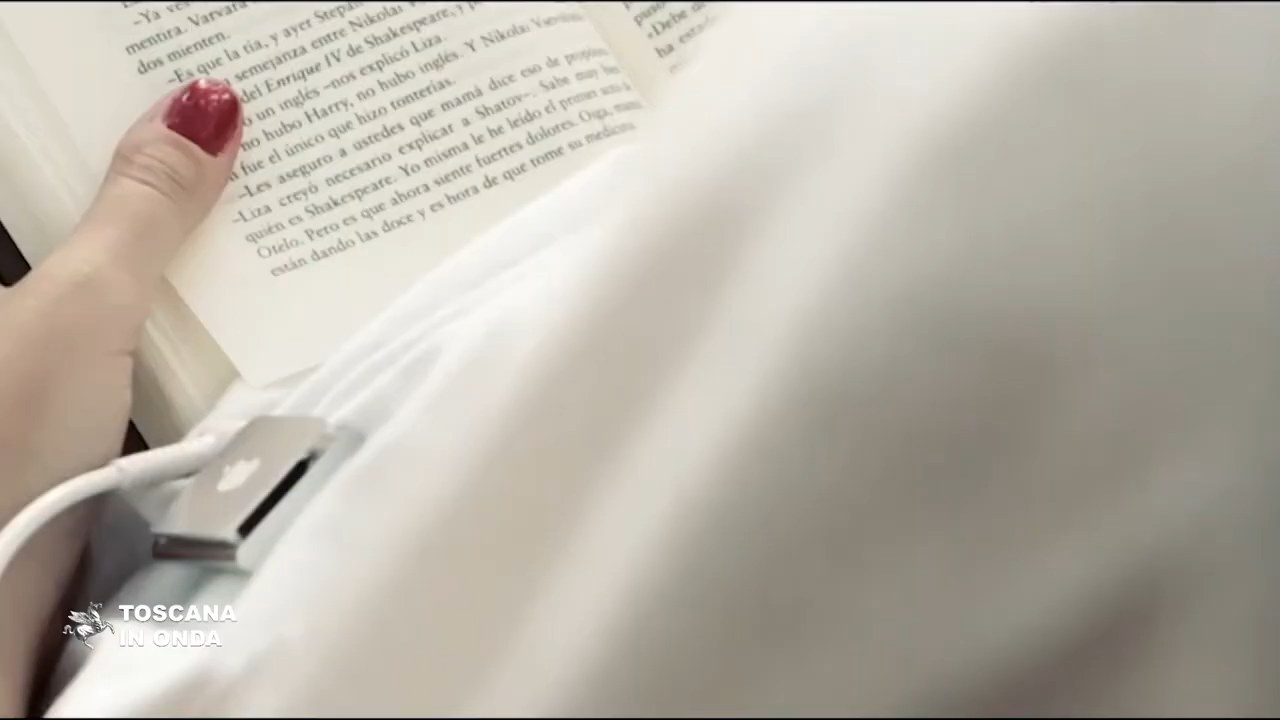 –Ya ves
mentira. Varvara
dos mienten.
–Es que la tía, y ayer Stepán
semejanza entre Nikolai
del Enrique IV de Shakespeare, y
o un inglés –nos explicó Liza.
no hubo Harry, no hubo inglés. Y Nikolai
fue el único que hizo tonterías.
–Les aseguro a ustedes que mamá dice eso de propósito
–Liza creyó necesario explicar a Shatov–. Sabe muy bien
quién es Shakespeare. Yo misma le he leído el primer acto de
Otelo. Pero es que ahora siente fuertes dolores. Oiga, mamá
están dando las doce y es hora de que tome su medicina.
–Debe
ha
TOSCANA
IN ONDA